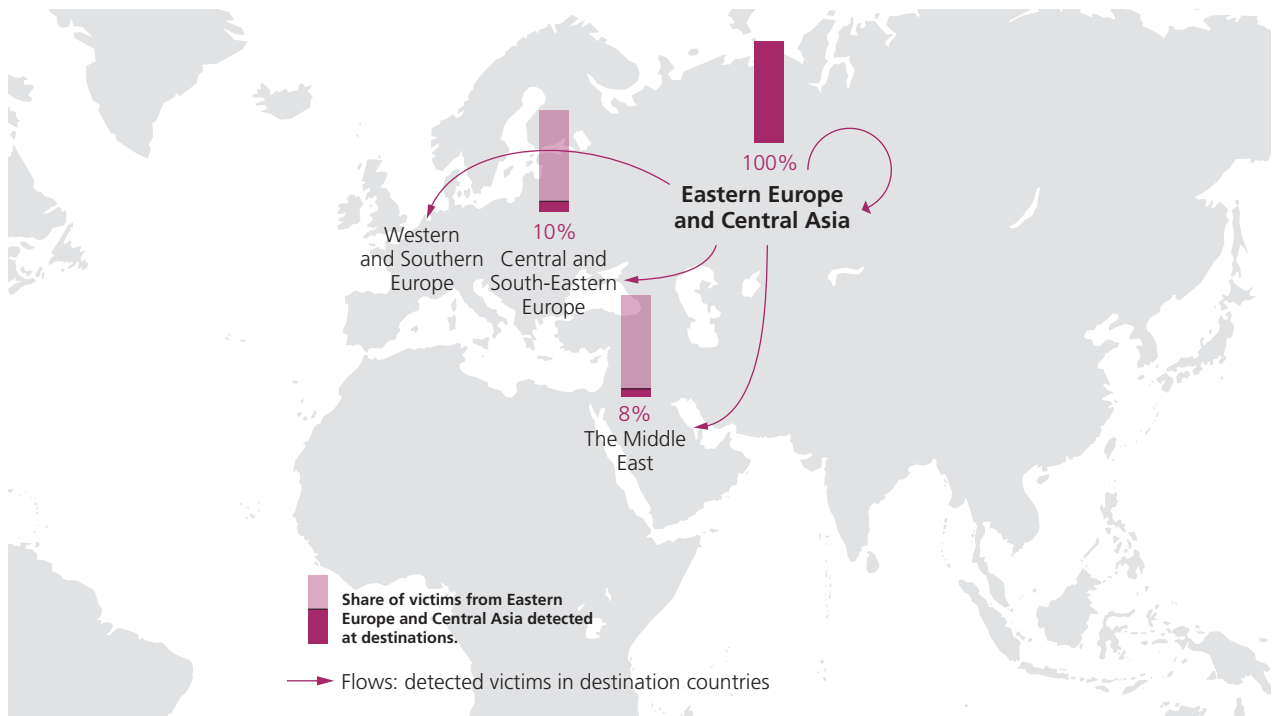 100%
Eastern Europe
and Central Asia
Western
and Southern
Europe
10%
Central and
South-Eastern
Europe
8%
The Middle
East
Share of victims from Eastern
Europe and Central Asia detected
at destinations.
Flows: detected victims in destination countries